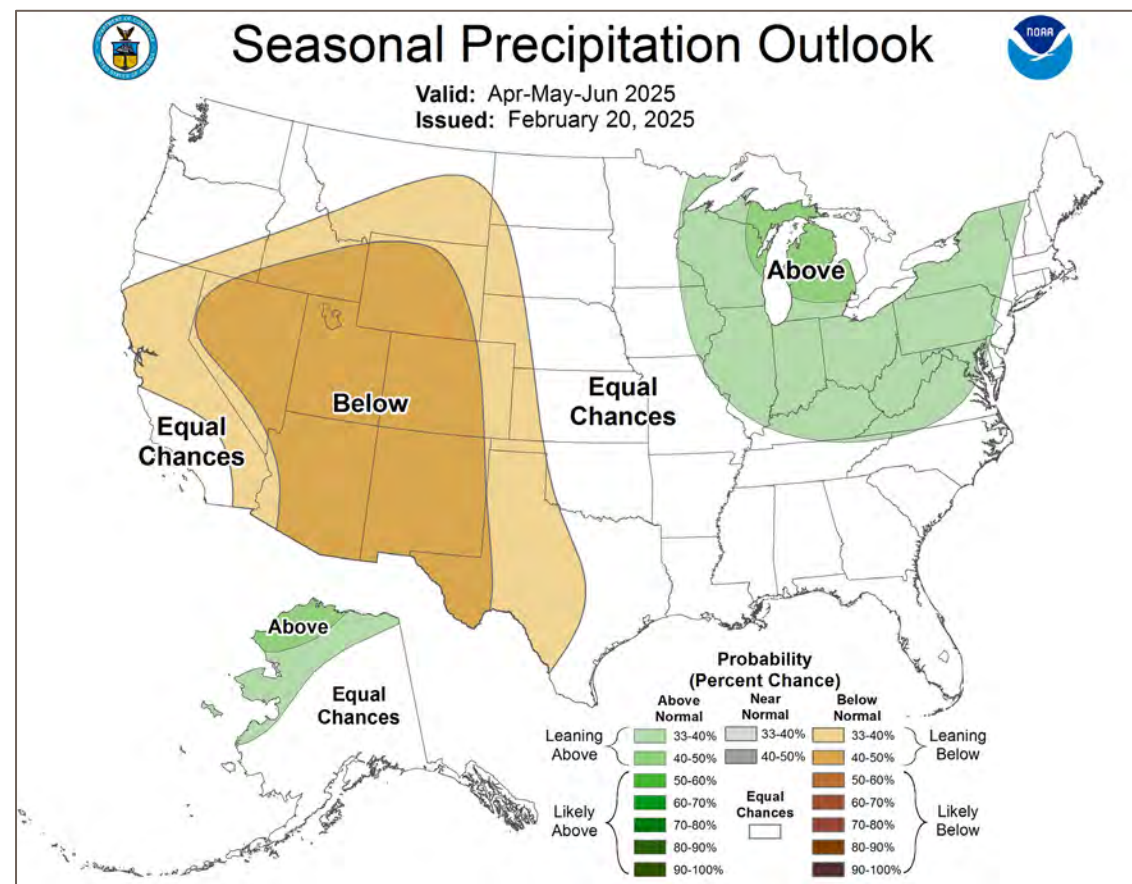 Seasonal Precipitation Outlook
NOAA
Valid: Apr-May-Jun 2025
Issued: February 20, 2025
Above
Below
Equal
Chances
Equal
Chances
Above
Equal
Chances
Probability
(Percent Chance)
Above
Normal
Near
Normal
Below
Normal
Leaning
Above
33-40%
40-50%
33-40%
40-50%
33-40%
40-50%
Leaning
Below
Likely
Above
50-60%
60-70%
70-80%
80-90%
90-100%
Equal
Chances
50-60%
60-70%
70-80%
80-90%
90-100%
Likely
Below